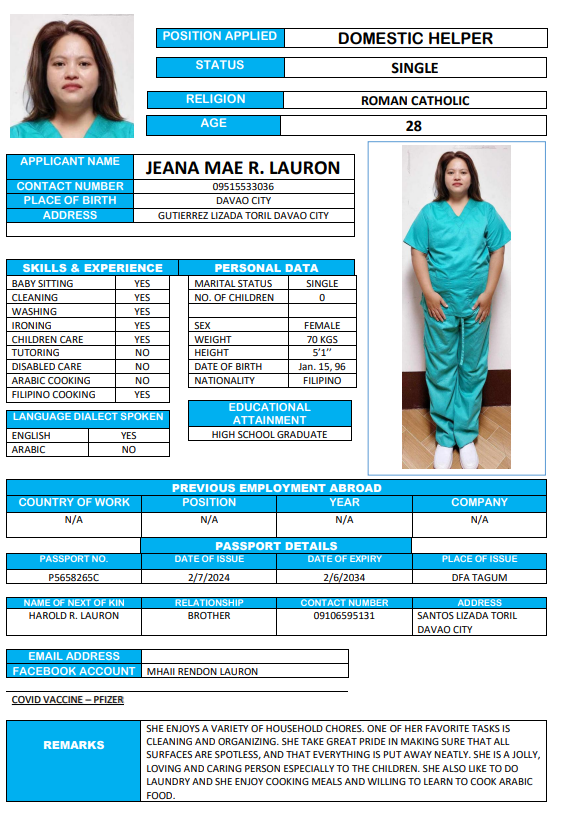 POSITION APPLIED DOMESTIC HELPER
STATUS SINGLE
RELIGION ROMAN CATHOLIC
AGE 28
APPLICANT NAME JEANA MAE R. LAURON
CONTACT NUMBER 09515533036
PLACE OF BIRTH DAVAO CITY
ADDRESS GUTIERREZ LIZADA TORIL DAVAO CITY
SKILLS & EXPERIENCE
BABY SITTING YES
CLEANING YES
WASHING YES
IRONING YES
CHILDREN CARE YES
TUTORING NO
DISABLED CARE NO
ARABIC COOKING NO
FILIPINO COOKING YES
LANGUAGE DIALECT SPOKEN
ENGLISH YES
ARABIC NO
PERSONAL DATA
MARITAL STATUS SINGLE
NO. OF CHILDREN 0
SEX FEMALE
WEIGHT 70 KGS
HEIGHT 5’1’’
DATE OF BIRTH Jan. 15, 96
NATIONALITY FILIPINO
EDUCATIONAL
ATTAINMENT
HIGH SCHOOL GRADUATE
PREVIOUS EMPLOYMENT ABROAD
COUNTRY OF WORK POSITION YEAR COMPANY
N/A N/A N/A N/A
PASSPORT DETAILS
PASSPORT NO. DATE OF ISSUE DATE OF EXPIRY PLACE OF ISSUE
P5658265C 2/7/2024 2/6/2034 DFA TAGUM
NAME OF NEXT OF KIN RELATIONSHIP CONTACT NUMBER ADDRESS
HAROLD R. LAURON BROTHER 09106595131 SANTOS LIZADA TORIL
DAVAO CITY
EMAIL ADDRESS
FACEBOOK ACCOUNT MHAII RENDON LAURON
COVID VACCINE – PFIZER
REMARKS
SHE ENJOYS A VARIETY OF HOUSEHOLD CHORES. ONE OF HER FAVORITE TASKS IS
CLEANING AND ORGANIZING. SHE TAKE GREAT PRIDE IN MAKING SURE THAT ALL
SURFACES ARE SPOTLESS, AND THAT EVERYTHING IS PUT AWAY NEATLY. SHE IS A JOLLY,
LOVING AND CARING PERSON ESPECIALLY TO THE CHILDREN. SHE ALSO LIKE TO DO
LAUNDRY AND SHE ENJOY COOKING MEALS AND WILLING TO LEARN TO COOK ARABIC
FOOD.